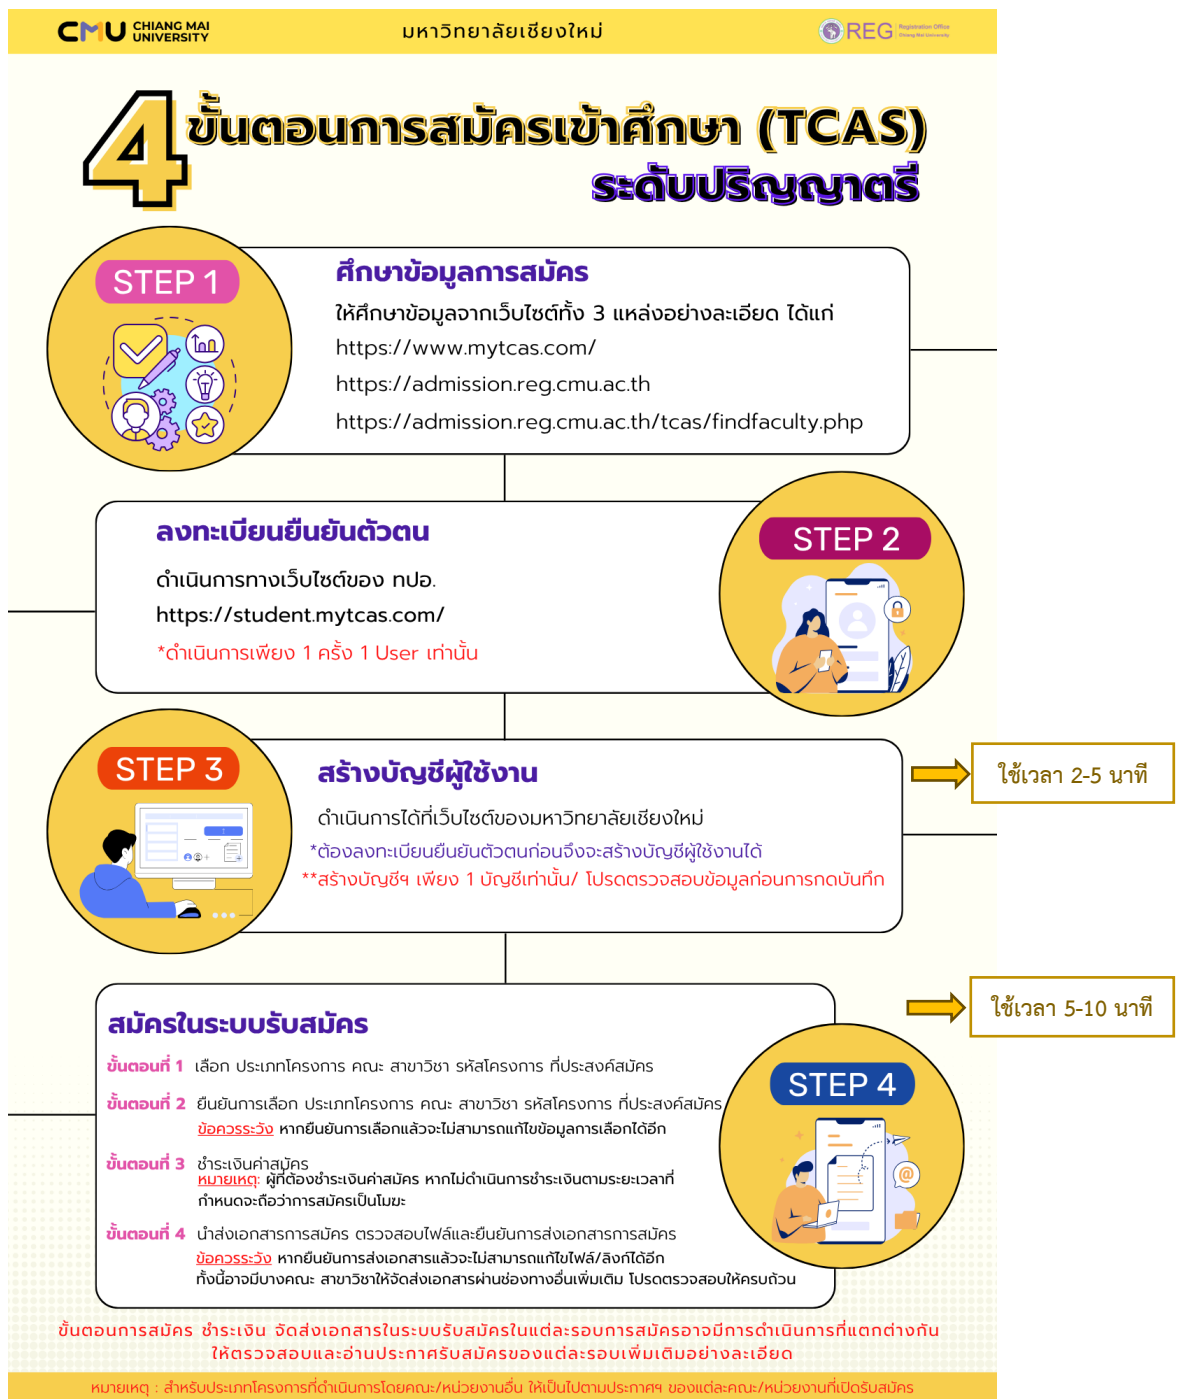 CMU CHIANG MAI UNIVERSITY
มหาวิทยาลัยเชียงใหม่
REG Registration Office
Chiang Mai University
4 ขั้นตอนการสมัครเข้าศึกษา (TCAS)
ระดับปริญญาตรี
STEP 1
ศึกษาข้อมูลการสมัคร
ให้ศึกษาข้อมูลจากเว็บไซต์ทั้ง 3 แหล่งอย่างละเอียด ได้แก่
https://www.mytcas.com/
https://admission.reg.cmu.ac.th
https://admission.reg.cmu.ac.th/tcas/findfaculty.php
STEP 2
ลงทะเบียนยืนยันตัวตน
ดำเนินการทางเว็บไซต์ของ ทปอ.
https://student.mytcas.com/
*ดำเนินการเพียง 1 ครั้ง 1 User เท่านั้น
STEP 3
สร้างบัญชีผู้ใช้งาน
ดำเนินการได้ที่เว็บไซต์ของมหาวิทยาลัยเชียงใหม่
*ต้องลงทะเบียนยืนยันตัวตนก่อนจึงจะสร้างบัญชีผู้ใช้งานได้
**สร้างบัญชีฯ เพียง 1 บัญชีเท่านั้น/ โปรดตรวจสอบข้อมูลก่อนการกดบันทึก
ใช้เวลา 2-5 นาที
STEP 4
สมัครในระบบรับสมัคร
ขั้นตอนที่ 1 เลือก ประเภทโครงการ คณะ สาขาวิชา รหัสโครงการ ที่ประสงค์สมัคร
ขั้นตอนที่ 2 ยืนยันการเลือก ประเภทโครงการ คณะ สาขาวิชา รหัสโครงการ ที่ประสงค์สมัคร
ข้อควรระวัง หากยืนยันการเลือกแล้วจะไม่สามารถแก้ไขข้อมูลการเลือกได้อีก
ขั้นตอนที่ 3 ชำระเงินค่าสมัคร
หมายเหตุ: ผู้ที่ต้องชำระเงินค่าสมัคร หากไม่ดำเนินการชำระเงินตามระยะเวลาที่
กำหนดจะถือว่าการสมัครเป็นโมฆะ
ขั้นตอนที่ 4 นำส่งเอกสารการสมัคร ตรวจสอบไฟล์และยืนยันการส่งเอกสารการสมัคร
ข้อควรระวัง หากยืนยันการส่งเอกสารแล้วจะไม่สามารถแก้ไขไฟล์/ลิงก์ได้อีก
ทั้งนี้อาจมีบางคณะ สาขาวิชาให้จัดส่งเอกสารผ่านช่องทางอื่นเพิ่มเติม โปรดตรวจสอบให้ครบถ้วน
ใช้เวลา 5-10 นาที
ขั้นตอนการสมัคร ชำระเงิน จัดส่งเอกสารในระบบรับสมัครในแต่ละรอบการสมัครอาจมีการดำเนินการที่แตกต่างกัน
ให้ตรวจสอบและอ่านประกาศรับสมัครของแต่ละรอบเพิ่มเติมอย่างละเอียด
หมายเหตุ : สำหรับประเภทโครงการที่ดำเนินการโดยคณะ/หน่วยงานอื่น ให้เป็นไปตามประกาศฯ ของแต่ละคณะ/หน่วยงานที่เปิดรับสมัคร